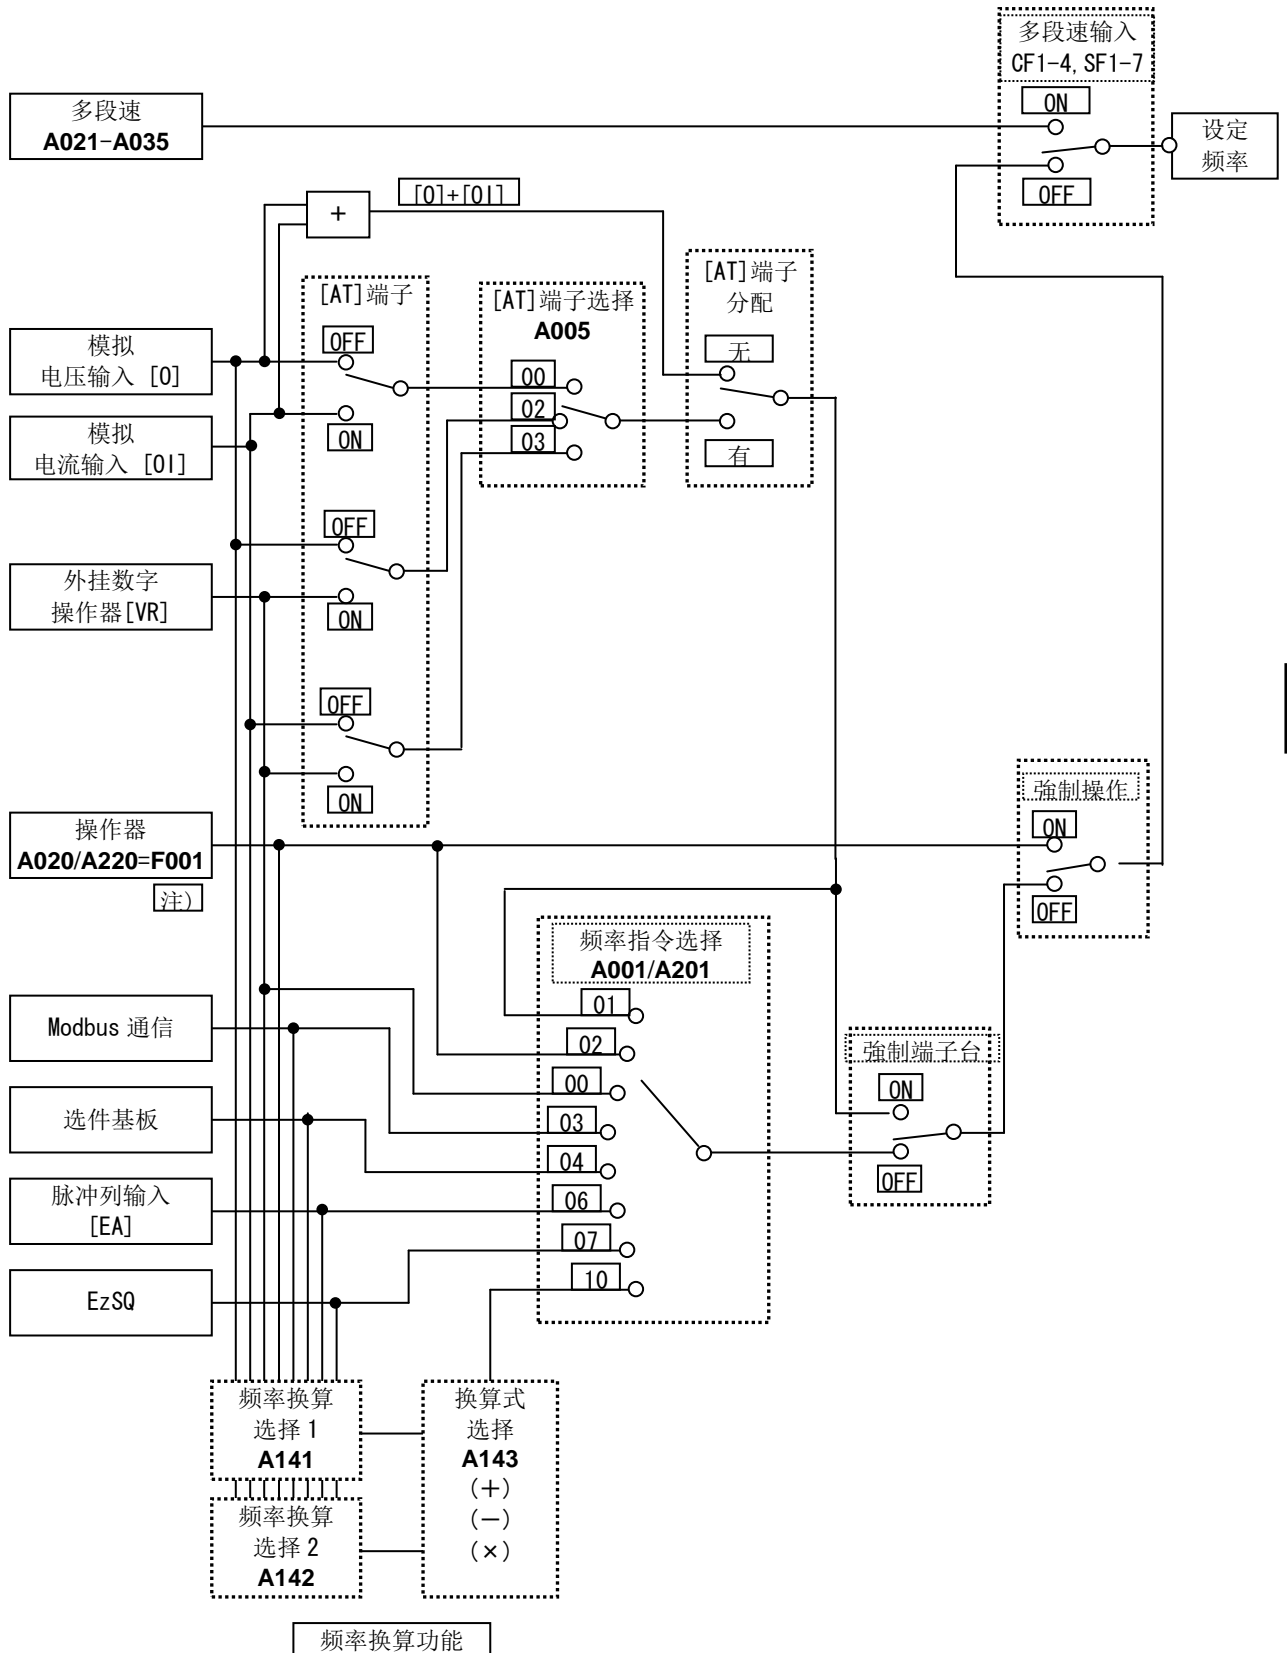 多段速输入
CF1-4, SF1-7
ON
OFF
设定
频率
多段速
A021-A035
+
[O]+[OI]
[AT]端子
OFF
ON
OFF
ON
OFF
ON
[AT]端子选择
A005
00
02
03
[AT]端子
分配
无
有
模拟
电压输入 [O]
模拟
电流输入 [OI]
外挂数字
操作器[VR]
操作器
A020/A220=F001
注)
強制操作
ON
OFF
频率指令选择
A001/A201
01
02
00
03
04
06
07
10
強制端子台
ON
OFF
Modbus 通信
选件基板
脉冲列输入
[EA]
EzSQ
频率换算
选择 1
A141
频率换算
选择 2
A142
换算式
选择
A143
(+)
(-)
(×)
频率换算功能